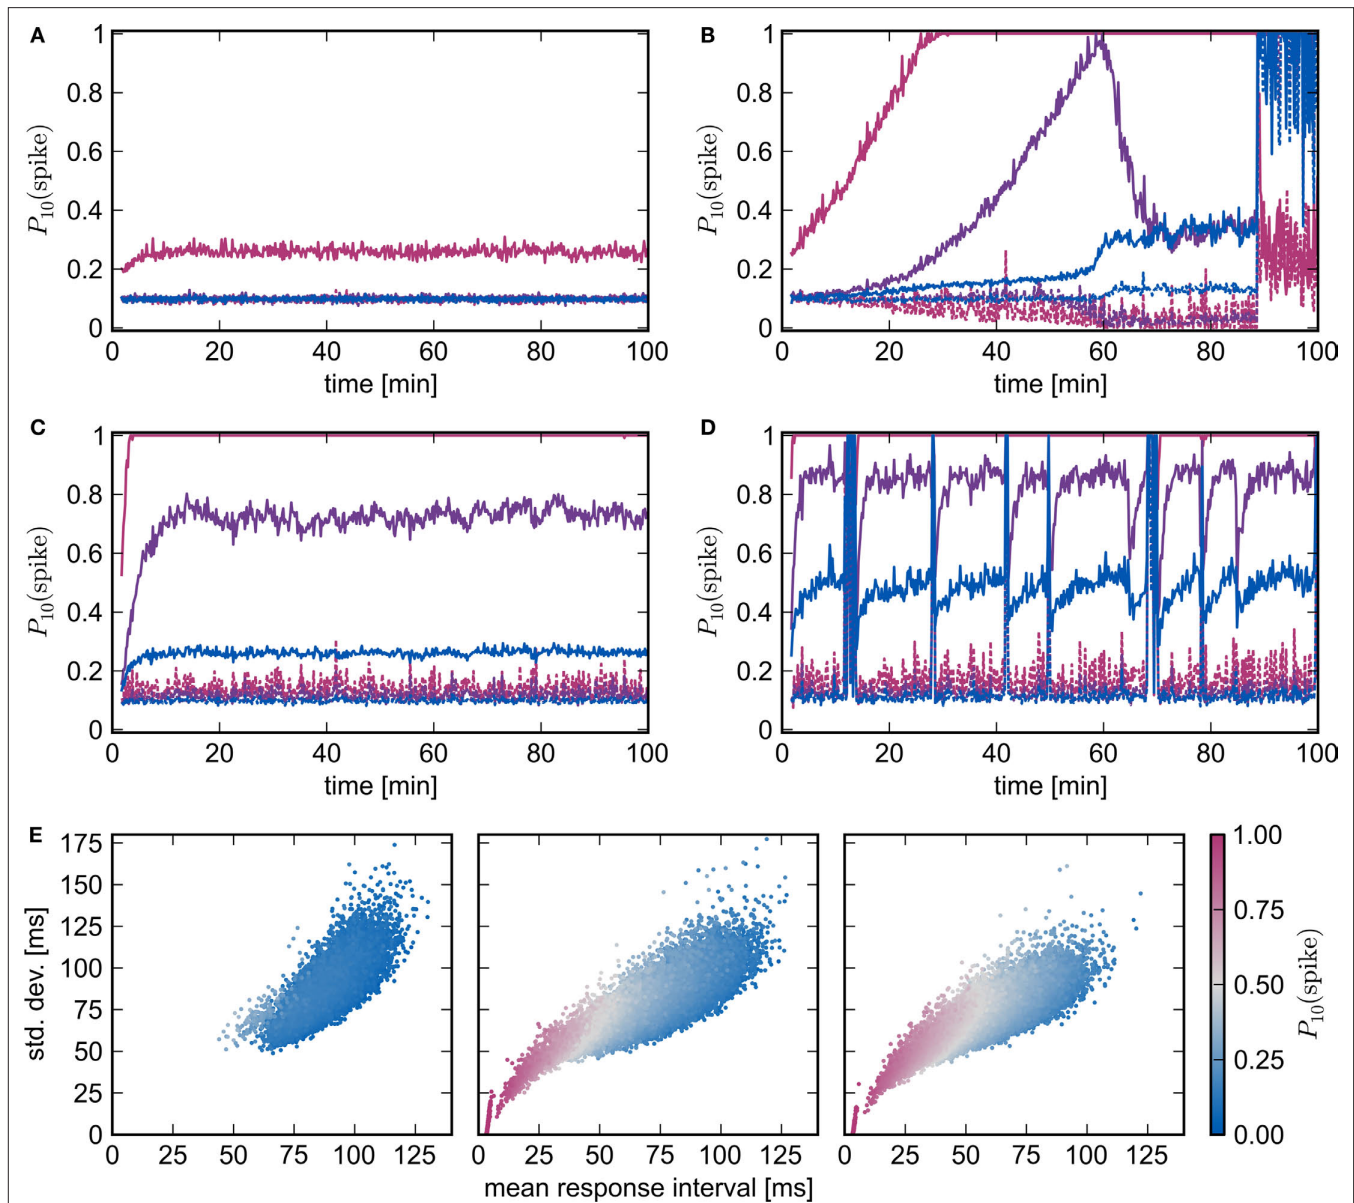 A
B
1
0.8
0.6
0.4
0.2
0
P10(spike)
0 20 40 60 80 100
time [min]
1
0.8
0.6
0.4
0.2
0
P10(spike)
0 20 40 60 80 100
time [min]
C
D
1
0.8
0.6
0.4
0.2
0
P10(spike)
0 20 40 60 80 100
time [min]
1
0.8
0.6
0.4
0.2
0
P10(spike)
0 20 40 60 80 100
time [min]
E
175
150
125
100
75
50
25
0
std. dev. [ms]
0 25 50 75 100 125
0 25 50 75 100 125
0 25 50 75 100 125
mean response interval [ms]
1.00
0.75
0.50
0.25
0.00
P10(spike)